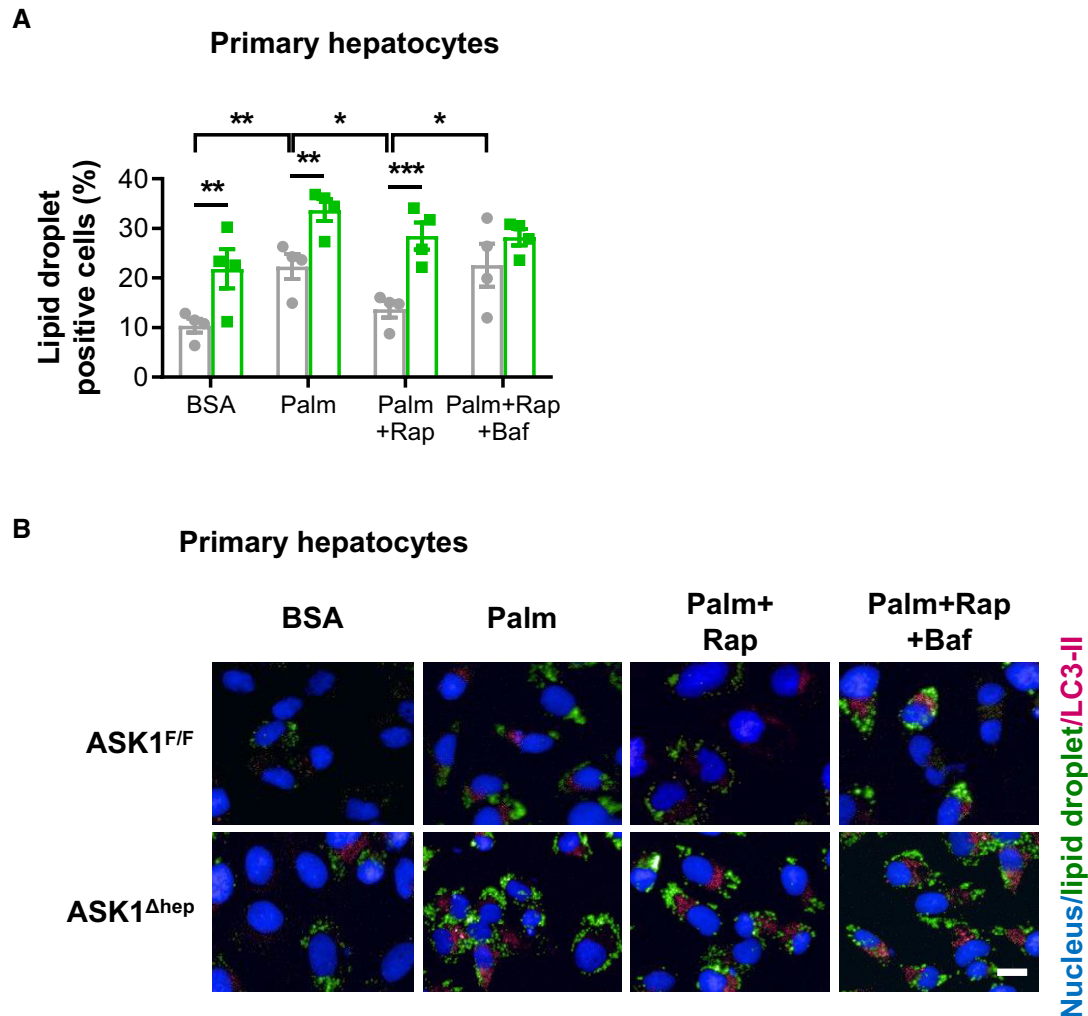 A
Primary hepatocytes
** * *
** ** ***
Lipid droplet
positive cells (%)
40
30
20
10
0
BSA Palm Palm Palm+Rap
+Rap +Baf
B
Primary hepatocytes
BSA Palm Palm+ Palm+Rap
Rap +Baf
ASK1F/F
ASK1Δhep
Nucleus/lipid droplet/LC3-II